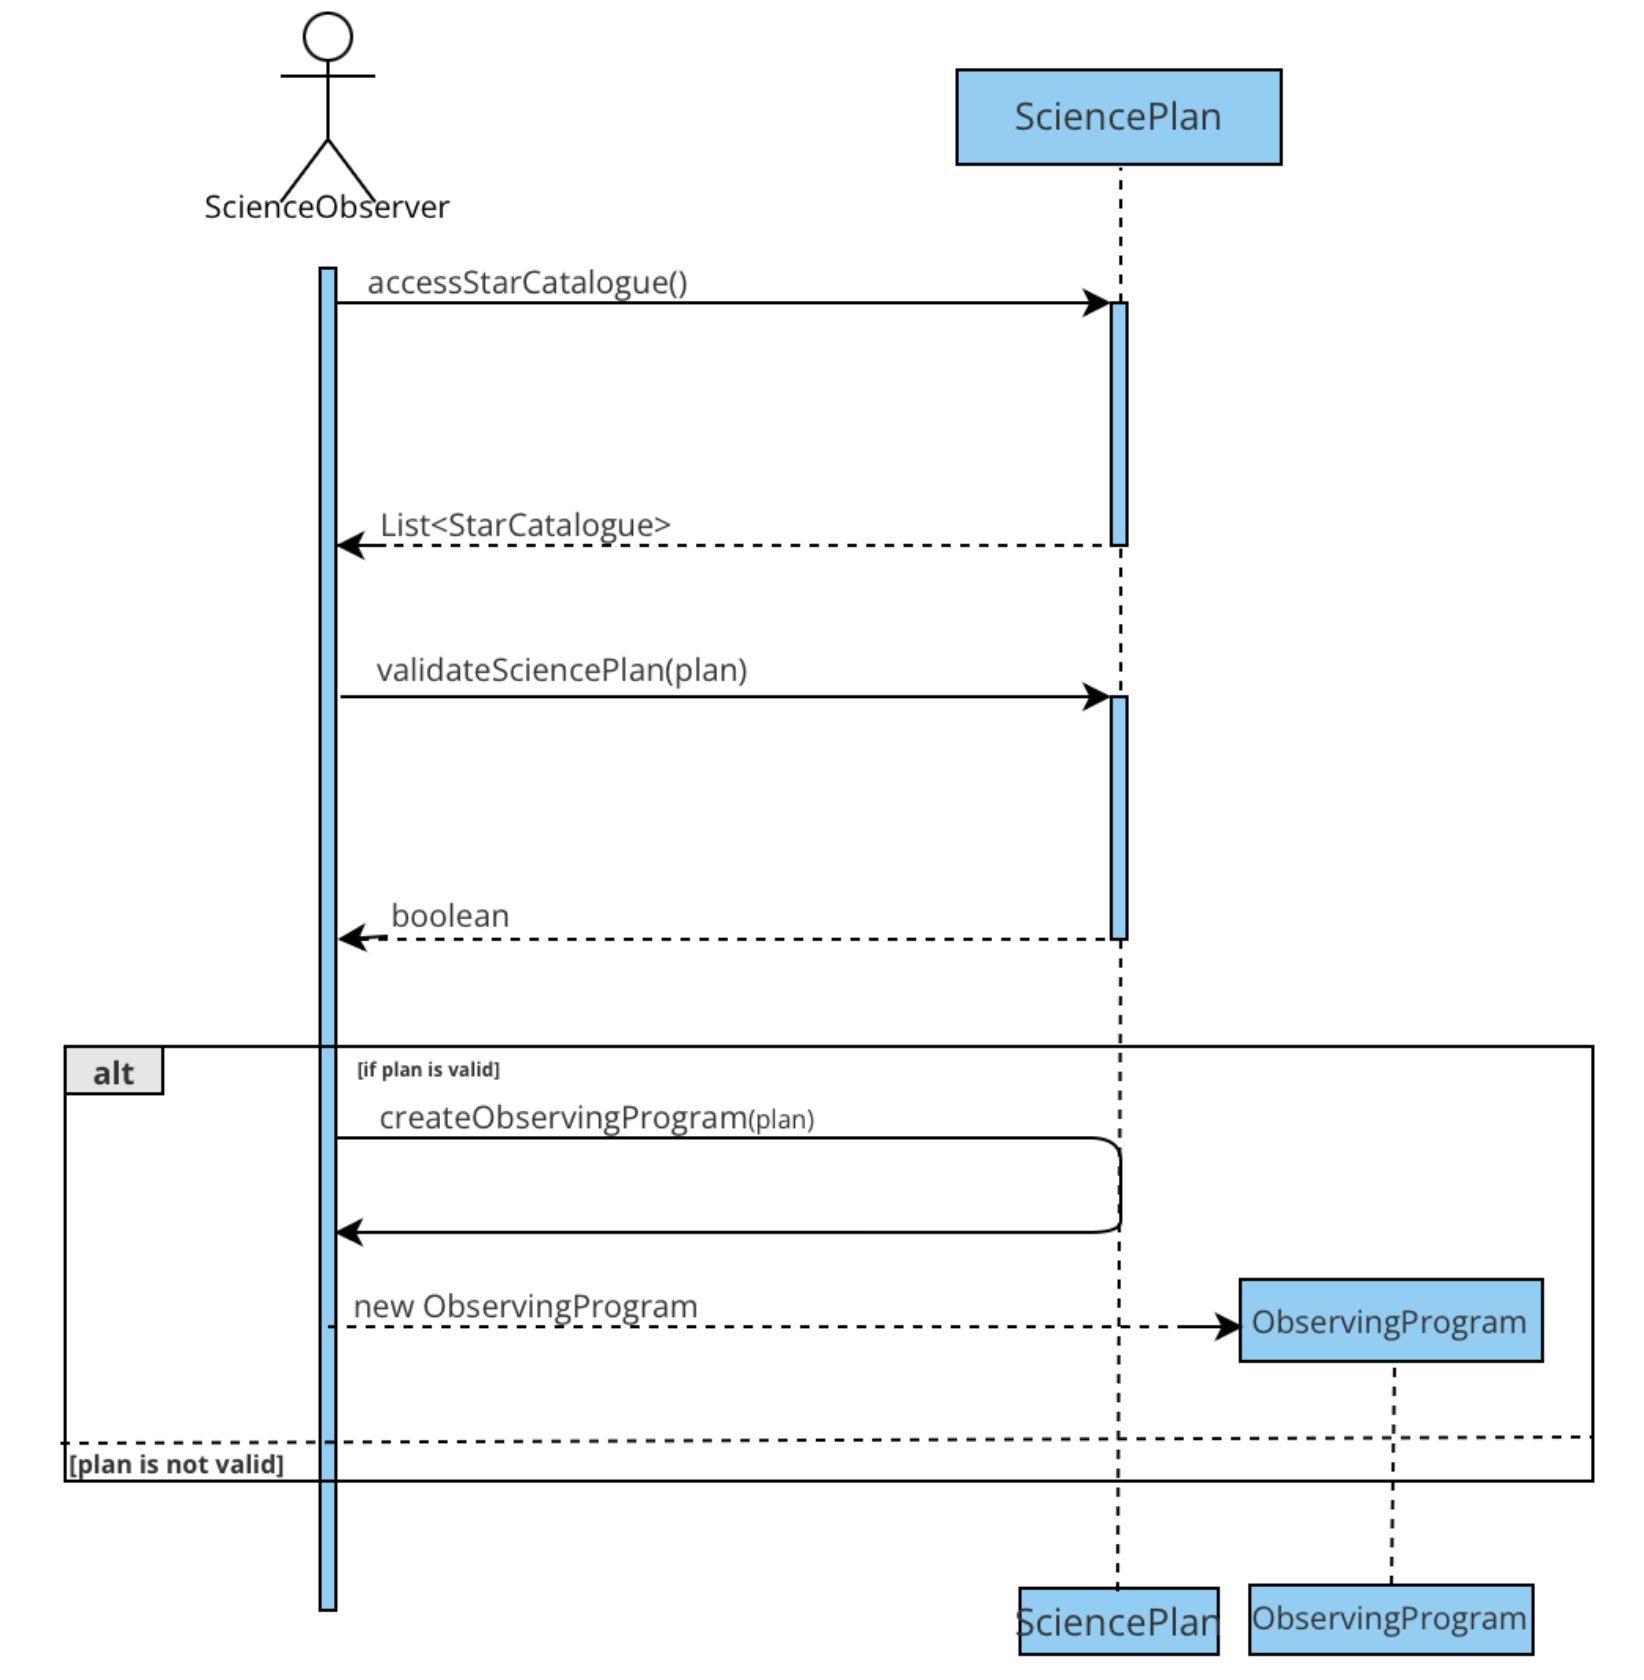 SciencePlan
ScienceObserver
accessStarCatalogue()
List<StarCatalogue>
validateSciencePlan(plan)
boolean
alt
[if plan is valid]
createObservingProgram(plan)
new ObservingProgram
ObservingProgram
[plan is not valid]
SciencePlan
ObservingProgram